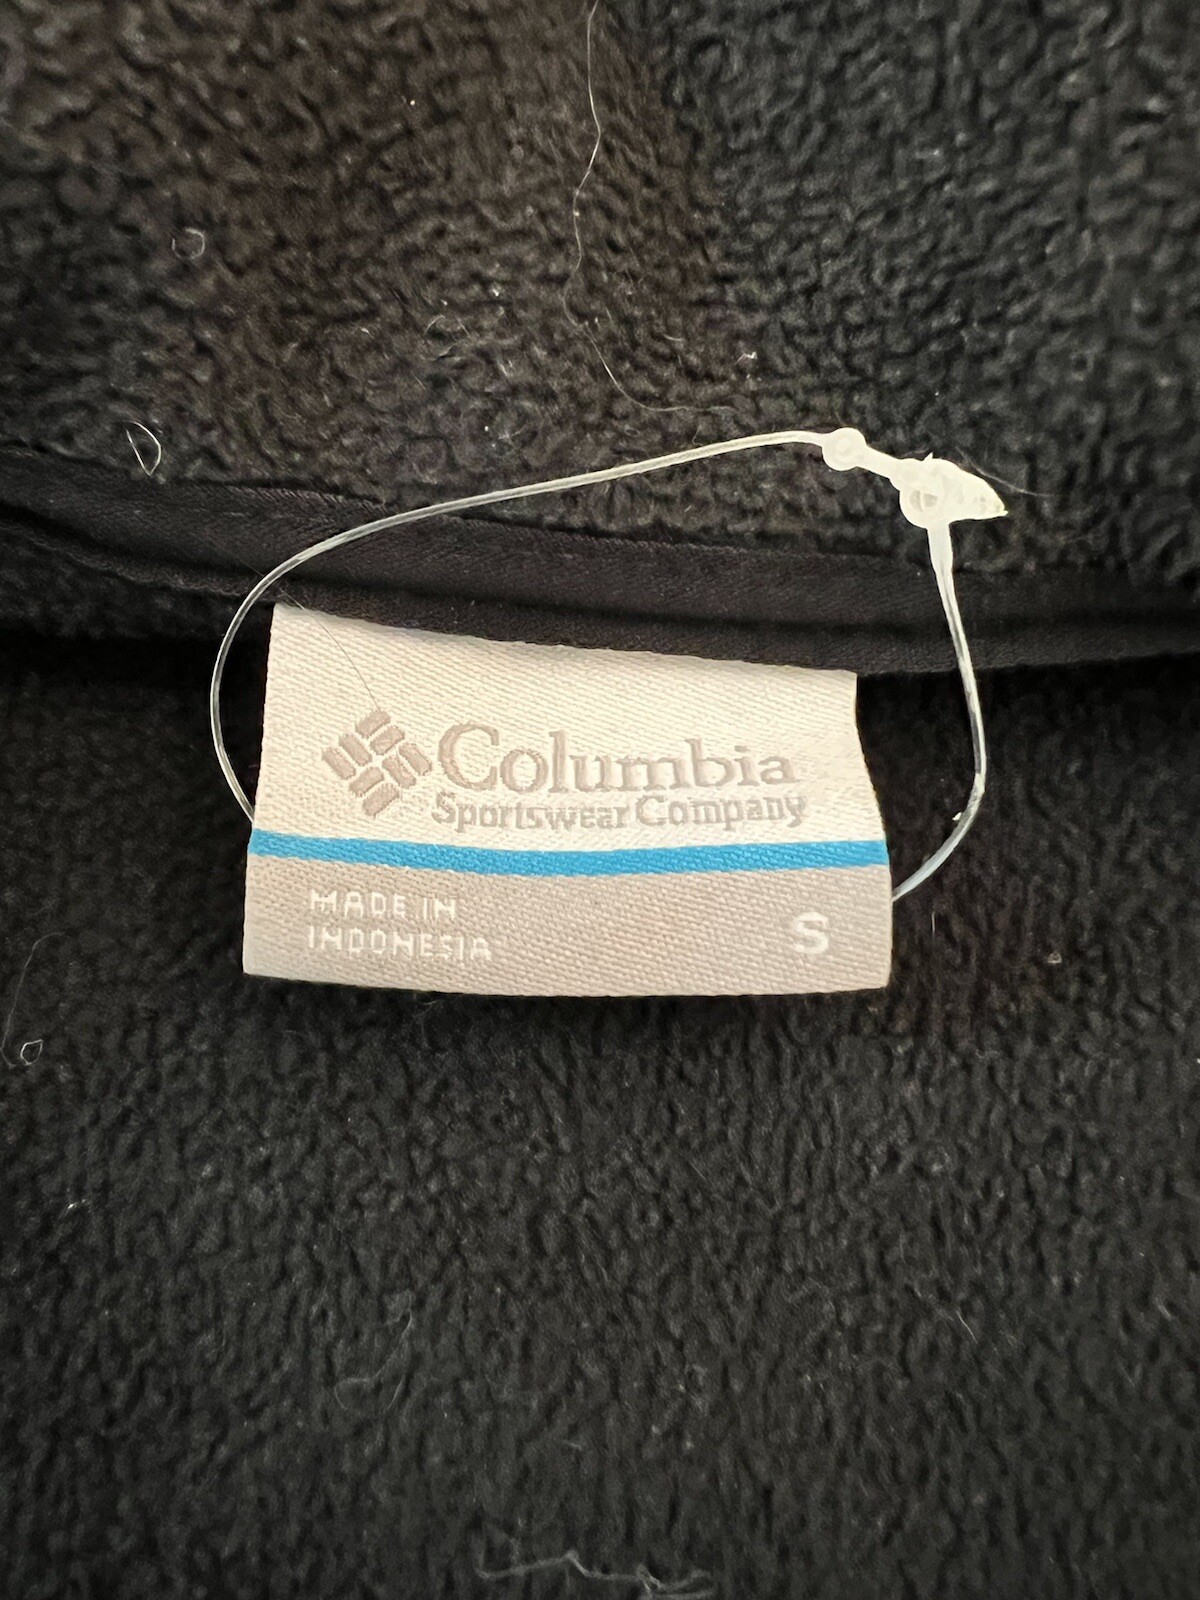 Columbia
Sportswear Company
MADE IN
INDONESIA
S